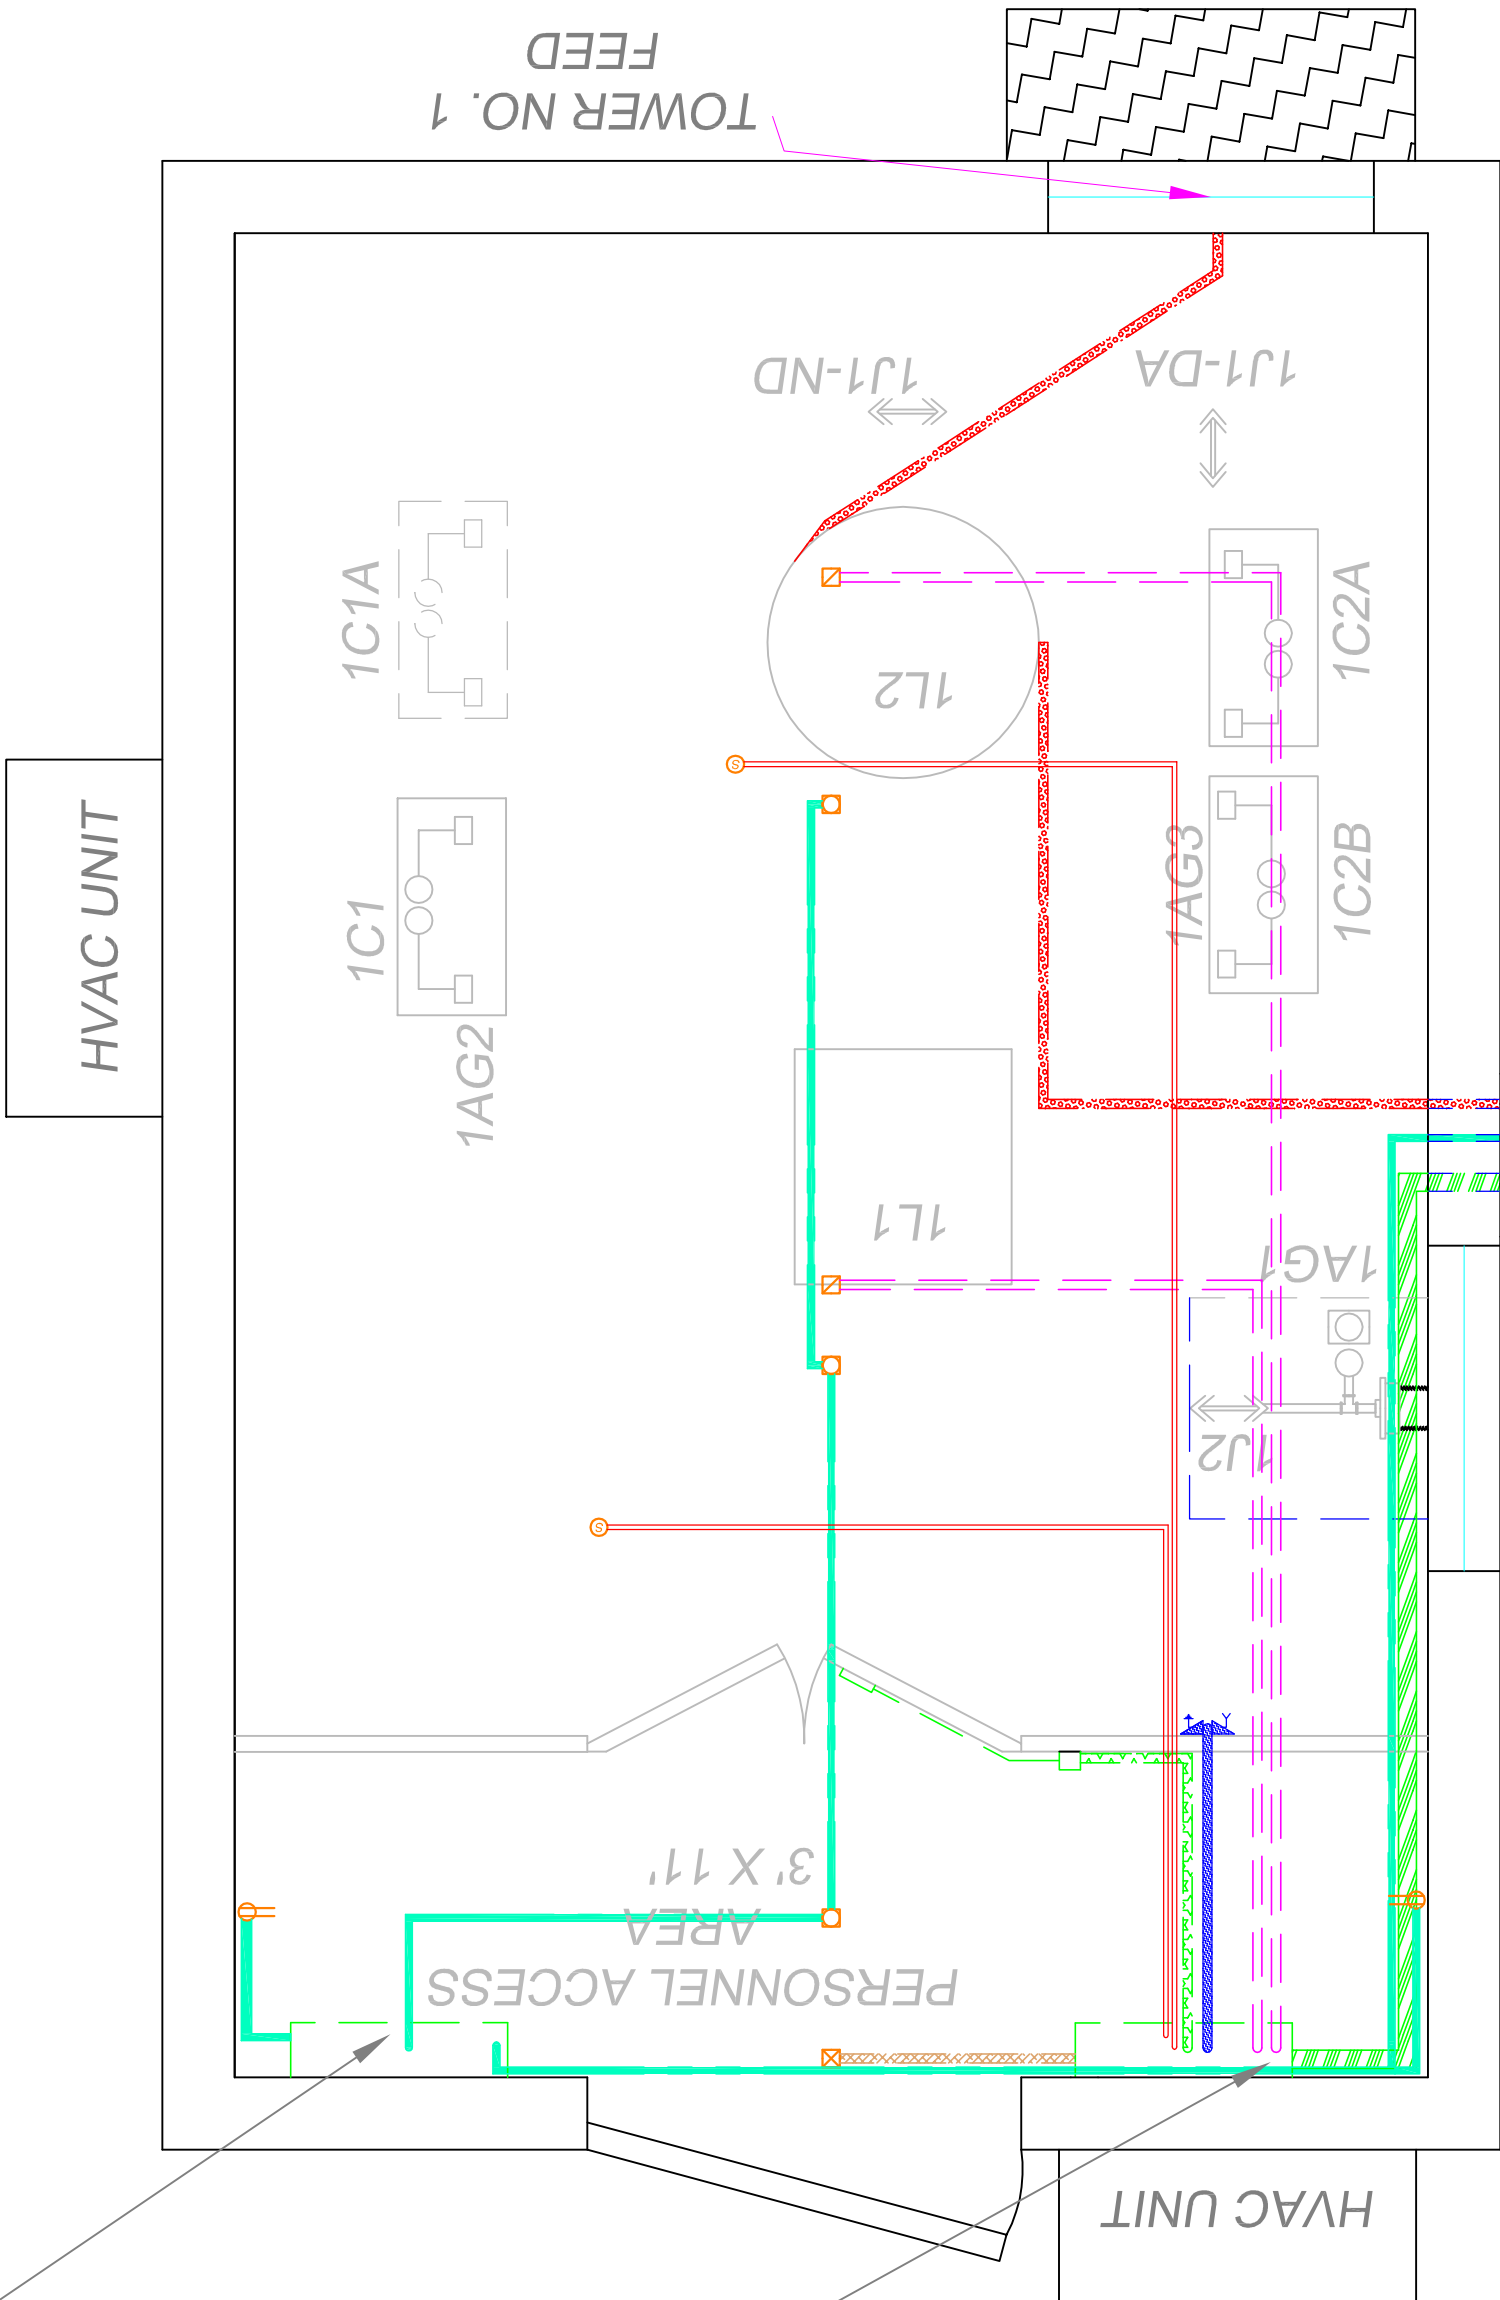 TOWER NO. 1
FEED
1J1-DA
1J1-ND
1C1A
1C2A
1L2
HVAC UNIT
1C1
1AG3
1C2B
1AG2
1L1
1AG1
1J2
S
S
PERSONNEL ACCESS
AREA
3' X 11'
HVAC UNIT